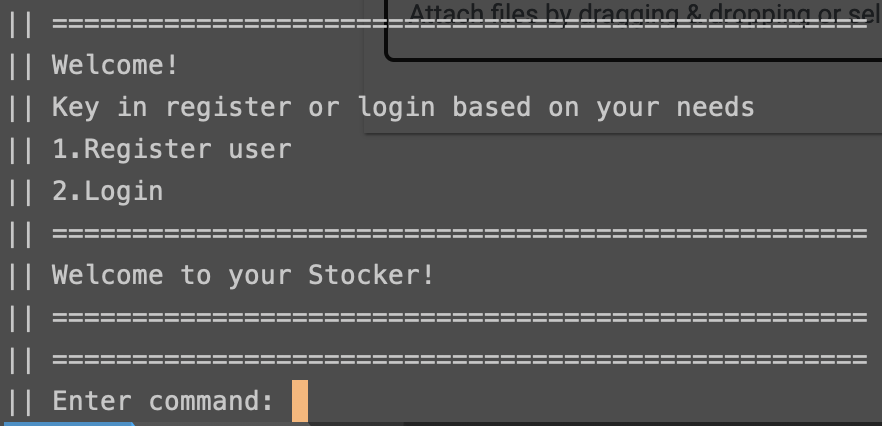 Attach files by dragging & dropping or sel
|| ===================================================
|| Welcome!
|| Key in register or login based on your needs
|| 1.Register user
|| 2.Login
|| ===================================================
|| Welcome to your Stocker!
|| ===================================================
|| ===================================================
|| Enter command: